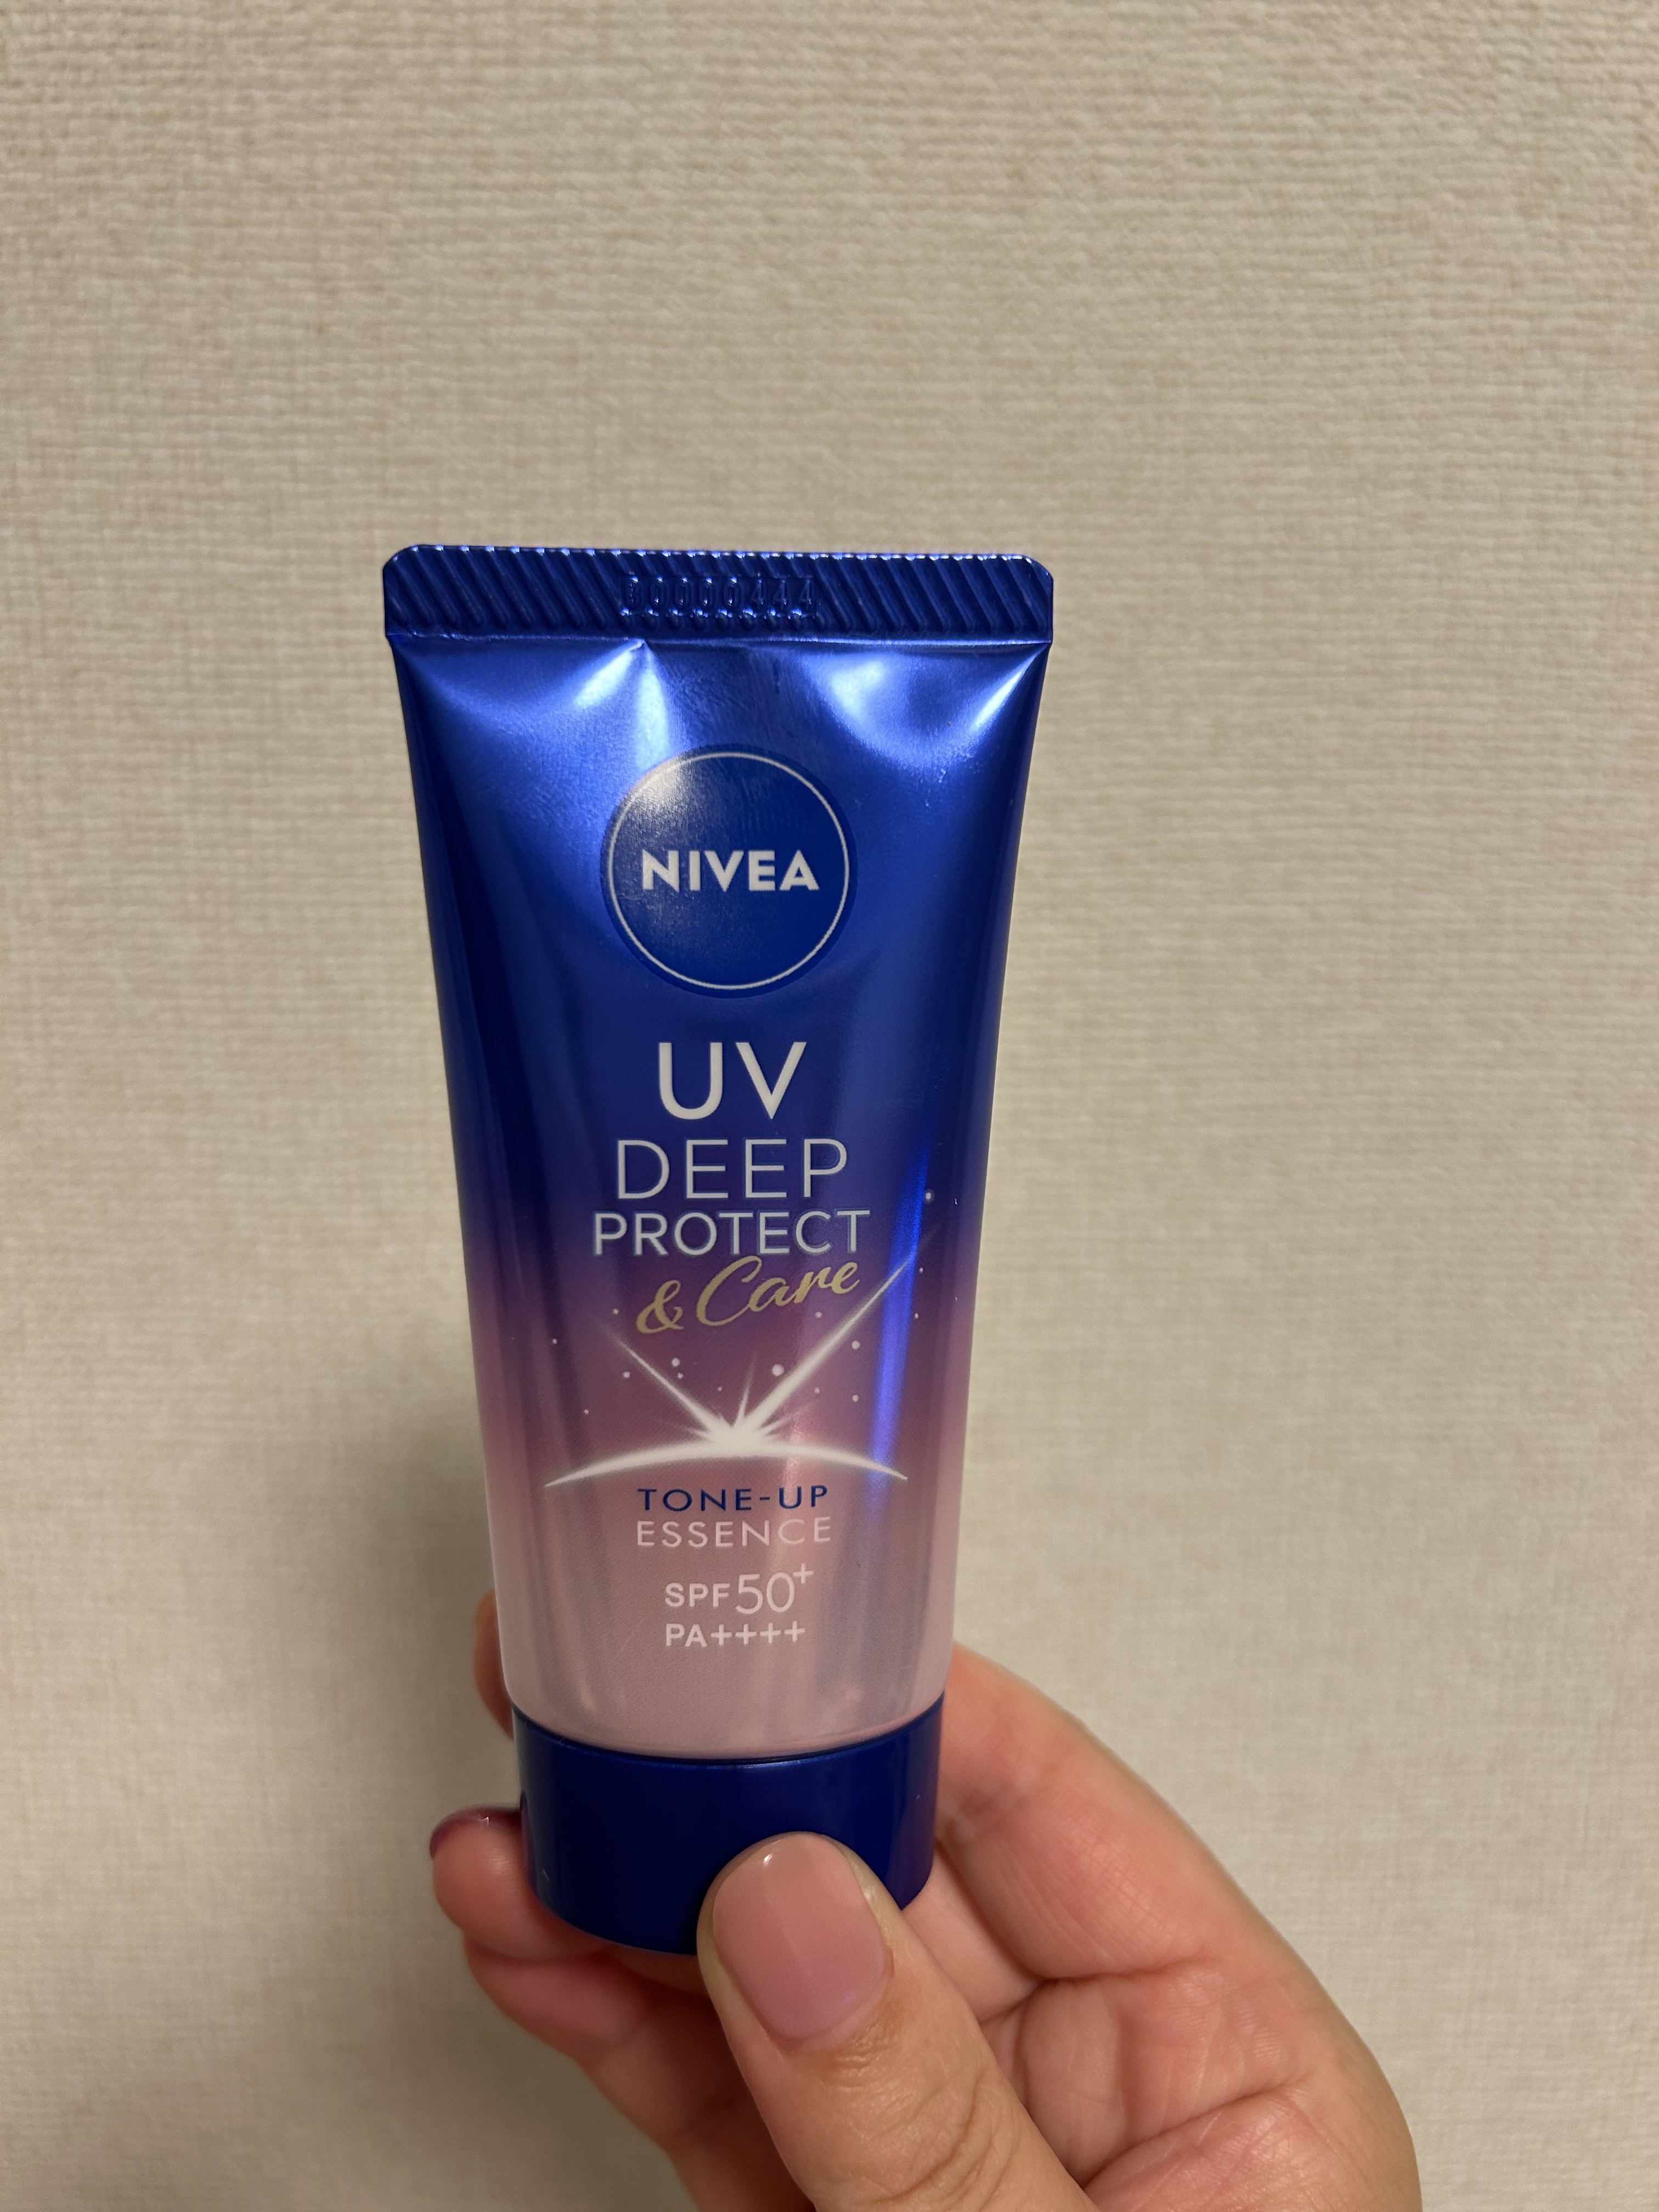 NIVEA
UV
DEEP
PROTECT
& Care
TONE-UP
ESSENCE
SPF50+
PA++++